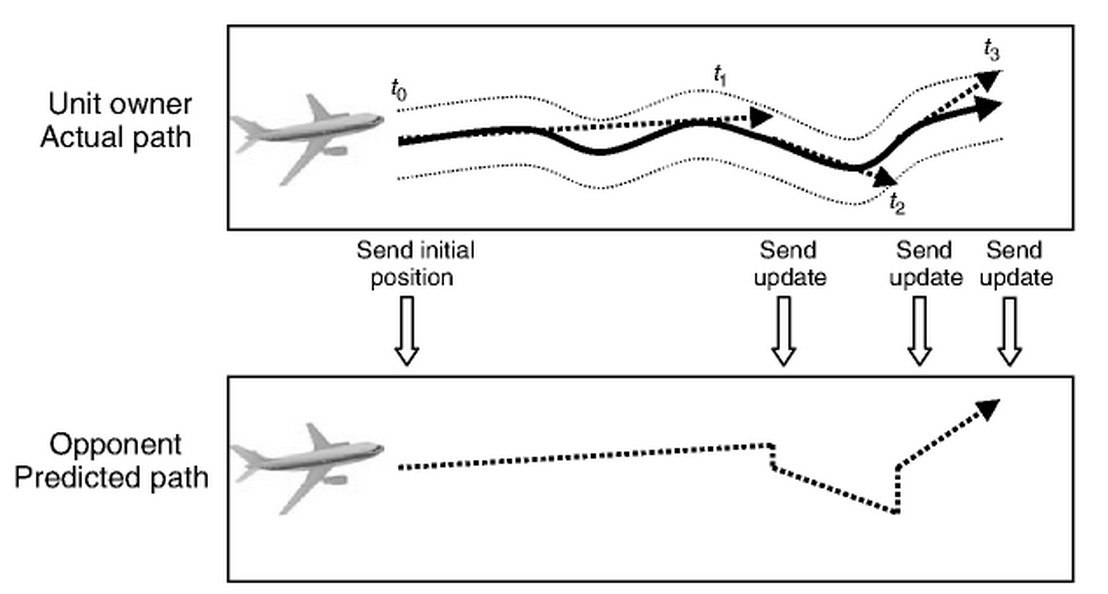 Unit owner
Actual path
t0
t1
t2
t3
Send initial
position
Send
update
Send
update
Send
update
Opponent
Predicted path